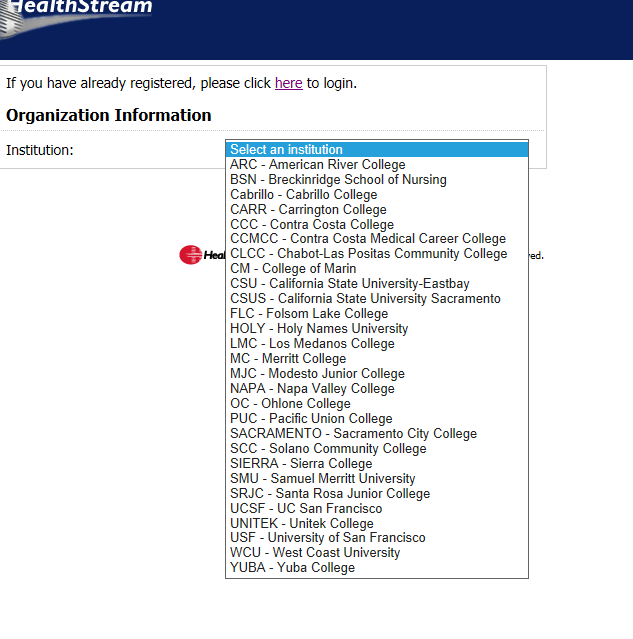 HealthStream
If you have already registered, please click here to login.
Organization Information
Institution:
Select an institution
ARC - American River College
BSN - Breckinridge School of Nursing
Cabrillo - Cabrillo College
CARR - Carrington College
CCC - Contra Costa College
CCMCC - Contra Costa Medical Career College
CLCC - Chabot-Las Positas Community College
CM - College of Marin
CSU - California State University-Eastbay
CSUS - California State University Sacramento
FLC - Folsom Lake College
HOLY - Holy Names University
LMC - Los Medanos College
MC - Merritt College
MJC - Modesto Junior College
NAPA - Napa Valley College
OC - Ohlone College
PUC - Pacific Union College
SACRAMENTO - Sacramento City College
SCC - Solano Community College
SIERRA - Sierra College
SMU - Samuel Merritt University
SRJC - Santa Rosa Junior College
UCSF - UC San Francisco
UNITEK - Unitek College
USF - University of San Francisco
WCU - West Coast University
YUBA - Yuba College